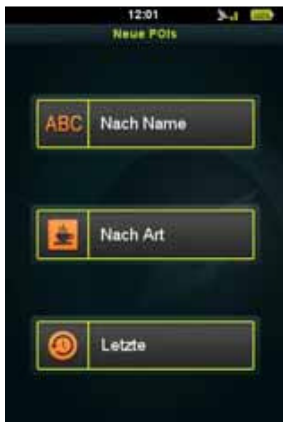 12:01
Neue POIs
ABC Nach Name
Nach Art
Letzte